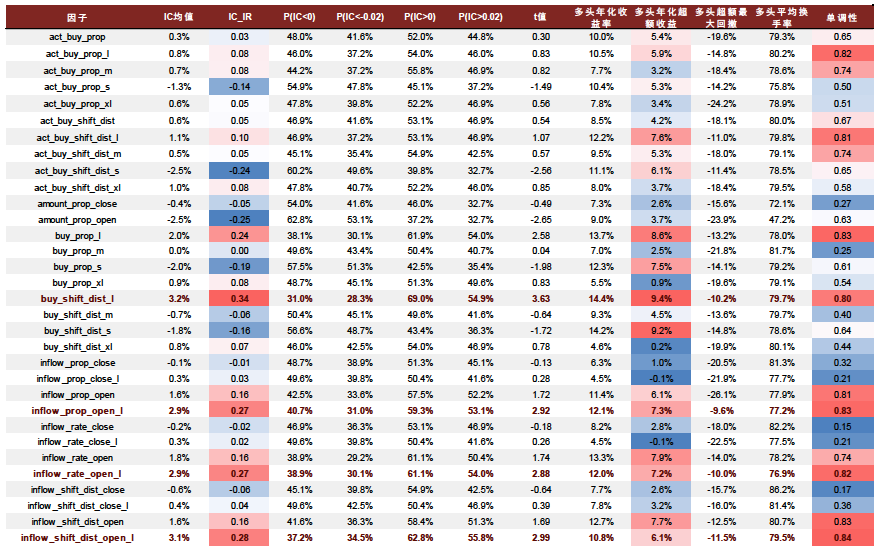 因子 IC均值 IC_IR P(IC<0) P(IC<-0.02) P(IC>0) P(IC>0.02) t值 多头年化收益率 多头年化超额收益 多头超额最大回撤 多头平均换手率 单调性
act_buy_prop 0.3% 0.03 48.0% 41.6% 52.0% 44.8% 0.30 10.0% 5.4% -19.6% 79.3% 0.65
act_buy_prop_l 0.8% 0.08 46.0% 37.2% 54.0% 46.0% 0.83 10.5% 5.9% -14.8% 80.2% 0.82
act_buy_prop_m 0.7% 0.08 44.2% 37.2% 55.8% 46.9% 0.82 7.7% 3.2% -18.4% 78.6% 0.74
act_buy_prop_s -1.3% -0.14 54.9% 47.8% 45.1% 37.2% -1.49 10.4% 5.3% -14.2% 75.8% 0.50
act_buy_prop_xl 0.6% 0.05 47.8% 39.8% 52.2% 46.9% 0.56 7.8% 3.4% -24.2% 78.9% 0.51
act_buy_shift_dist 0.6% 0.05 46.9% 41.6% 53.1% 46.9% 0.54 8.5% 4.2% -18.1% 80.0% 0.67
act_buy_shift_dist_l 1.1% 0.10 46.9% 37.2% 53.1% 46.9% 1.07 12.2% 7.6% -11.0% 79.8% 0.81
act_buy_shift_dist_m 0.5% 0.05 45.1% 35.4% 54.9% 42.5% 0.57 9.5% 5.3% -18.0% 79.1% 0.74
act_buy_shift_dist_s -2.5% -0.24 60.2% 49.6% 39.8% 32.7% -2.56 11.1% 6.1% -11.4% 78.5% 0.65
act_buy_shift_dist_xl 1.0% 0.08 47.8% 40.7% 52.2% 46.0% 0.85 8.0% 3.7% -18.4% 79.5% 0.58
amount_prop_close -0.4% -0.05 54.0% 41.6% 46.0% 32.7% -0.49 7.3% 2.6% -15.6% 72.1% 0.27
amount_prop_open -2.5% -0.25 62.8% 53.1% 37.2% 32.7% -2.65 9.0% 3.7% -23.9% 47.2% 0.63
buy_prop_l 2.0% 0.24 38.1% 30.1% 61.9% 54.0% 2.58 13.7% 8.6% -13.2% 78.0% 0.83
buy_prop_m 0.0% 0.00 49.6% 43.4% 50.4% 40.7% 0.04 7.0% 2.5% -21.8% 81.7% 0.25
buy_prop_s -2.0% -0.19 57.5% 51.3% 42.5% 35.4% -1.98 12.3% 7.5% -14.1% 79.2% 0.61
buy_prop_xl 0.9% 0.08 48.7% 45.1% 51.3% 49.6% 0.83 5.5% 0.9% -19.6% 79.1% 0.54
buy_shift_dist_l 3.2% 0.34 31.0% 28.3% 69.0% 54.9% 3.63 14.4% 9.4% -10.2% 79.7% 0.80
buy_shift_dist_m -0.7% -0.06 50.4% 45.1% 49.6% 41.6% -0.64 9.3% 4.5% -13.6% 79.7% 0.40
buy_shift_dist_s -1.8% -0.16 56.6% 48.7% 43.4% 36.3% -1.72 14.2% 9.2% -14.8% 78.6% 0.64
buy_shift_dist_xl 0.8% 0.07 46.0% 42.5% 54.0% 46.9% 0.78 4.6% 0.2% -19.9% 80.1% 0.44
inflow_prop_close -0.1% -0.01 48.7% 38.9% 51.3% 45.1% -0.13 6.3% 1.0% -20.5% 81.3% 0.32
inflow_prop_close_l 0.3% 0.03 49.6% 39.8% 50.4% 41.6% 0.28 4.5% -0.1% -21.9% 77.7% 0.21
inflow_prop_open 1.6% 0.16 42.5% 33.6% 57.5% 52.2% 1.72 11.4% 6.1% -26.1% 77.9% 0.81
inflow_prop_open_l 2.9% 0.27 40.7% 31.0% 59.3% 53.1% 2.92 12.1% 7.3% -9.6% 77.2% 0.83
inflow_rate_close -0.2% -0.02 46.9% 36.3% 53.1% 46.9% -0.18 8.2% 2.8% -18.0% 82.2% 0.15
inflow_rate_close_l 0.3% 0.02 49.6% 39.8% 50.4% 41.6% 0.26 4.5% -0.1% -22.5% 77.5% 0.21
inflow_rate_open 1.8% 0.16 38.9% 29.2% 61.1% 50.4% 1.74 13.3% 7.9% -14.0% 78.2% 0.74
inflow_rate_open_l 2.9% 0.27 38.9% 30.1% 61.1% 54.0% 2.88 12.0% 7.2% -10.0% 76.9% 0.82
inflow_shift_dist_close -0.6% -0.06 45.1% 39.8% 54.9% 42.5% -0.64 7.7% 2.6% -15.7% 86.2% 0.17
inflow_shift_dist_close_l 0.4% 0.04 49.6% 42.5% 50.4% 46.9% 0.39 7.8% 3.2% -16.0% 81.4% 0.36
inflow_shift_dist_open 1.6% 0.16 41.6% 36.3% 58.4% 51.3% 1.69 12.7% 7.7% -12.5% 80.7% 0.83
inflow_shift_dist_open_l 3.1% 0.28 37.2% 34.5% 62.8% 55.8% 2.99 10.8% 6.1% -11.5% 79.5% 0.84